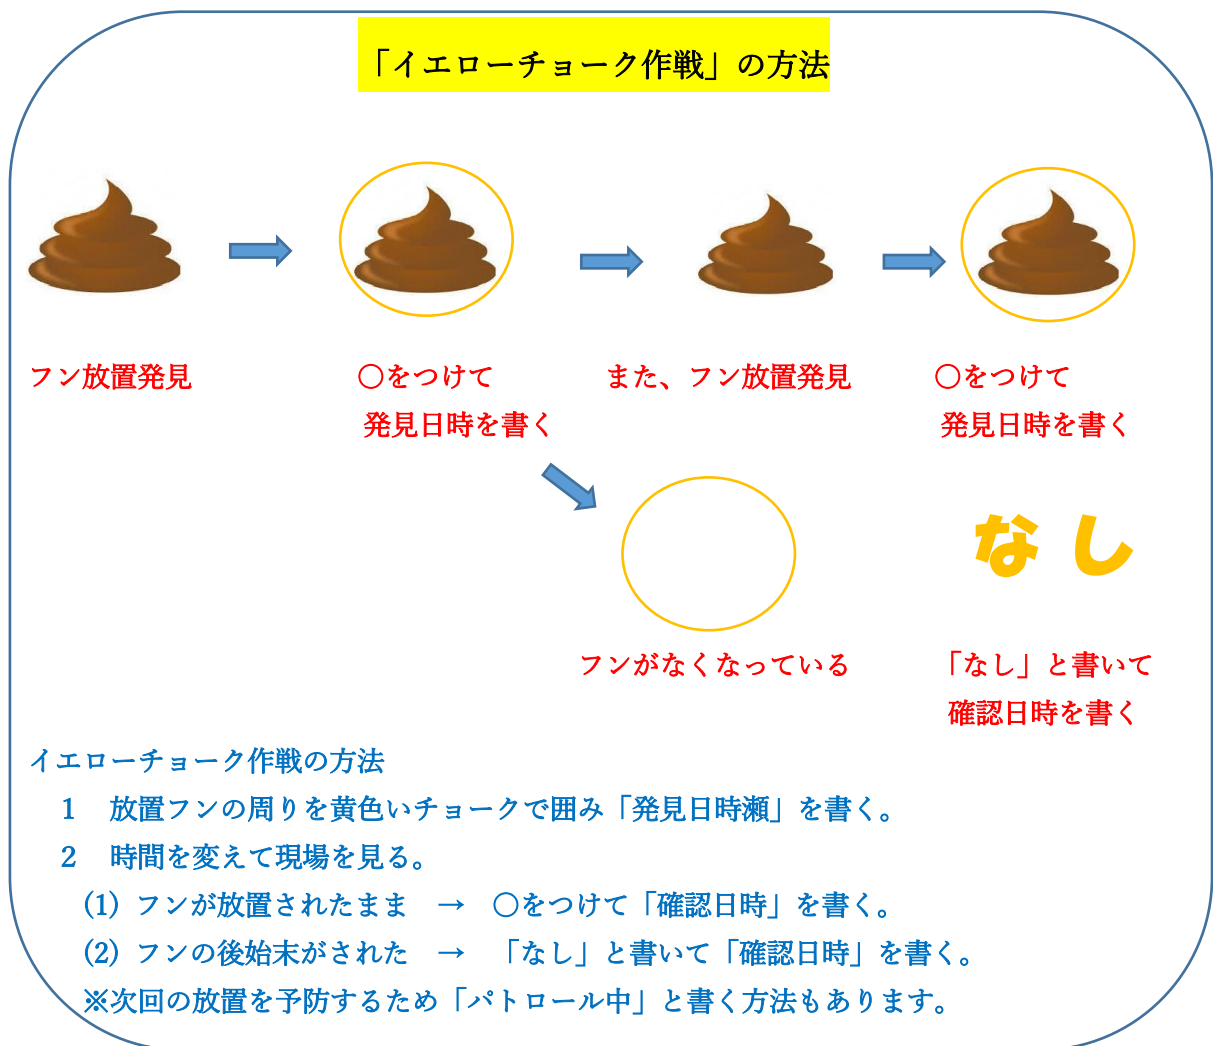 「イエローチョーク作戦」の方法
フン放置発見
〇をつけて
発見日時を書く
また、フン放置発見
〇をつけて
発見日時を書く
なし
フンがなくなっている
「なし」と書いて
確認日時を書く
イエローチョーク作戦の方法
1　放置フンの周りを黄色いチョークで囲み「発見日時瀬」を書く。
2　時間を変えて現場を見る。
(1) フンが放置されたまま　→　〇をつけて「確認日時」を書く。
(2) フンの後始末がされた　→　「なし」と書いて「確認日時」を書く。
※次回の放置を予防するため「パトロール中」と書く方法もあります。